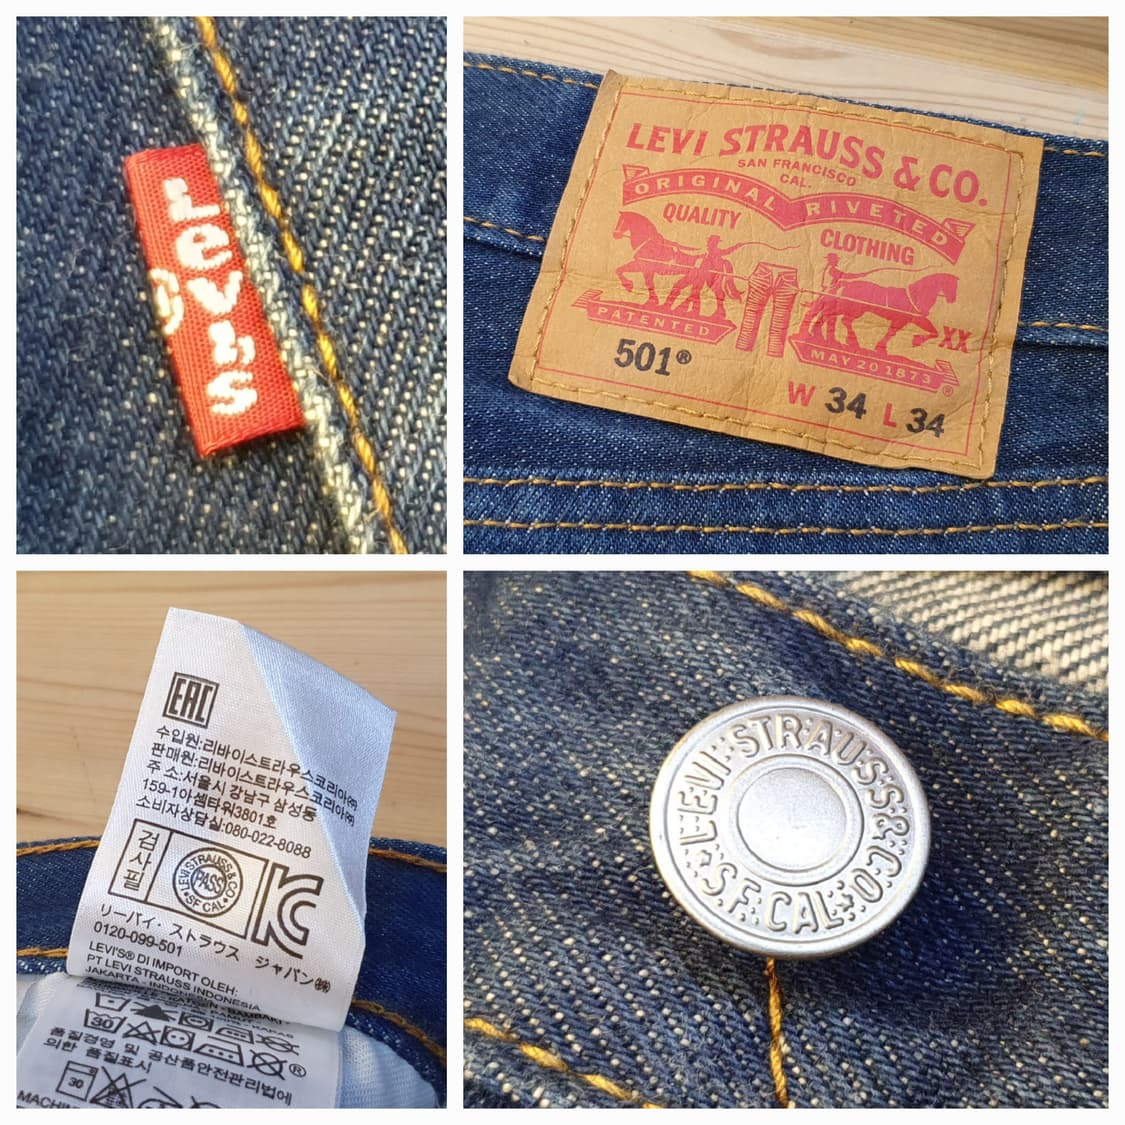 Levi's
®
LEVI STRAUSS & CO.
SAN FRANCISCO
CAL.
ORIGINAL RIVETED
QUALITY CLOTHING
PATENTED
MAY 20 1873
XX
®
501®
W 34 L 34
EAC
수입원:리바이스트라우스코리아㈜
판매원:리바이스트라우스코리아㈜
주 소:서울시 강남구 삼성동
159-1아셈타워3801호
소비자상담실:080-022-8088
검사필
LEVI STRAUSS & CO
PASS
SF CAL
KC
リーバイ・ストラウス ジャパン㈱
0120-099-501
LEVI'S® DI IMPORT OLEH:
PT LEVI STRAUSS INDONESIA
JAKARTA - INDONESIA
30
®
품질경영 및 공산품안전관리법에
의한 품질표시
30
LEVI STRAUSS & CO
S.F. CAL